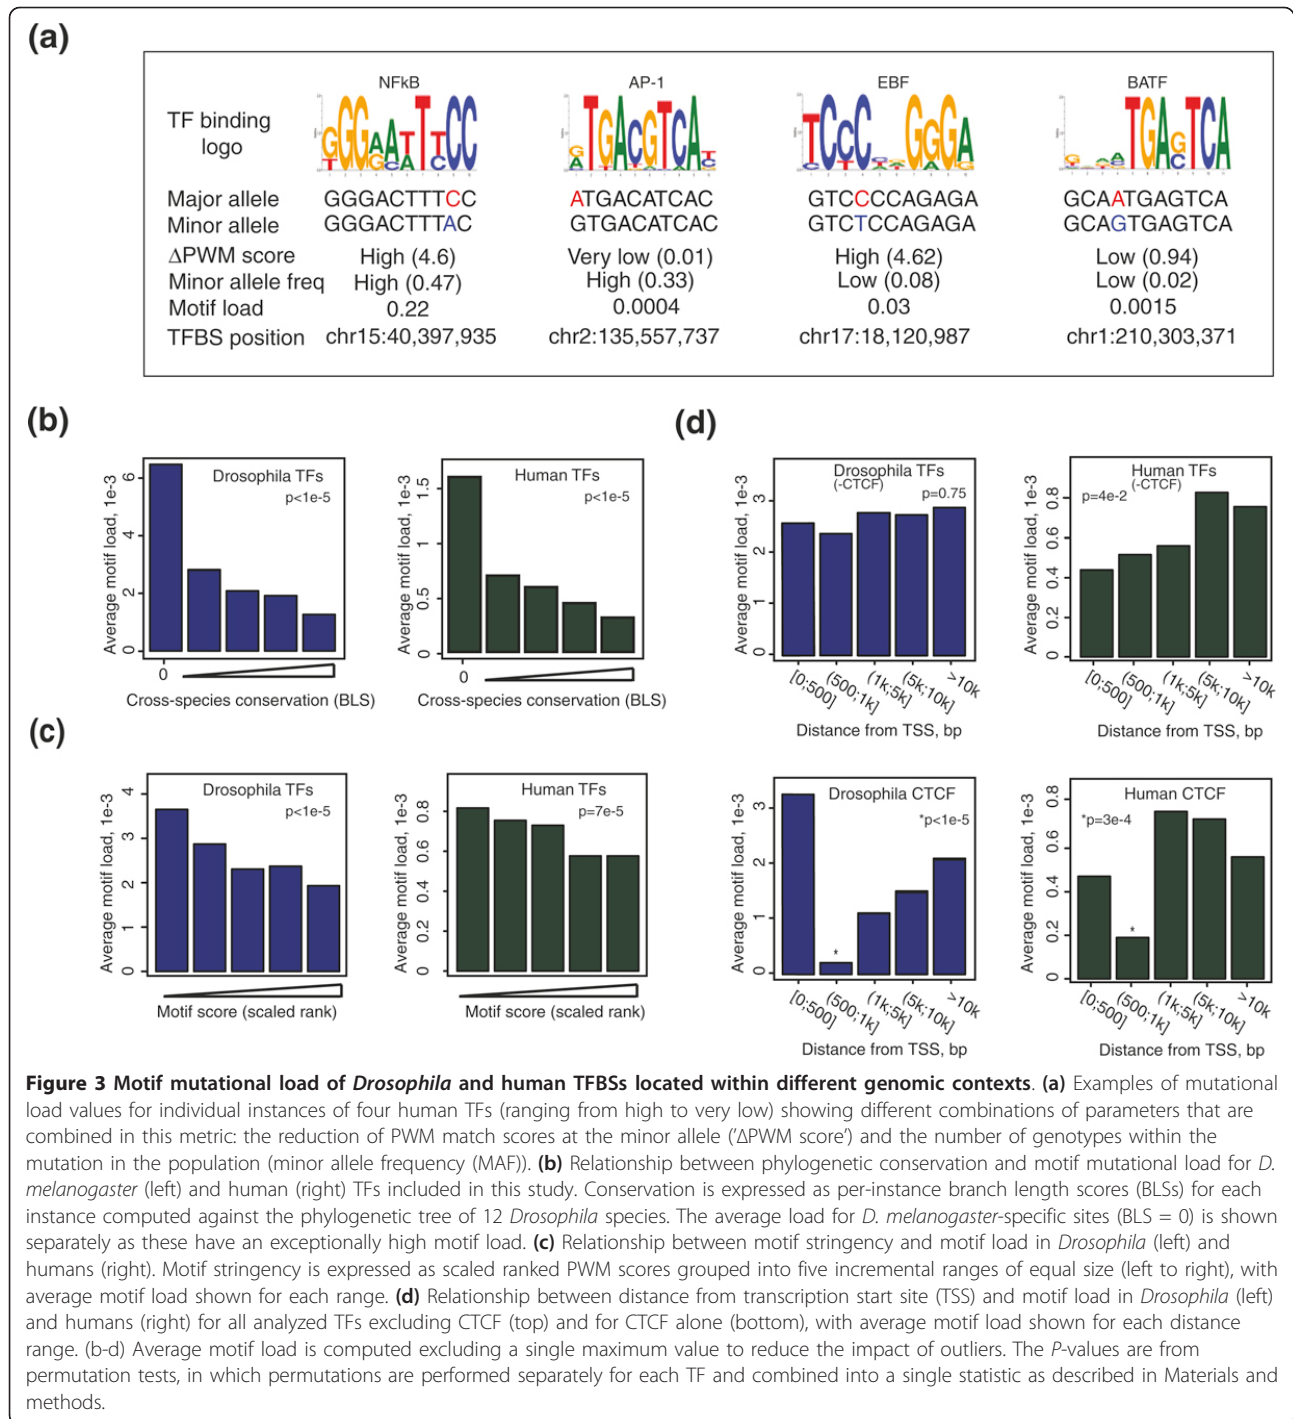 (a)
NFkB AP-1 EBF BATF
TF binding
logo
Major allele GGGACTTTCC ATGACATCAC GTCCCCAGAGA GCAATGAGTCA
Minor allele GGGACTTTAC GTGACATCAC GTCTCCAGAGA GCAGTGAGTCA
ΔPWM score High (4.6) Very low (0.01) High (4.62) Low (0.94)
Minor allele freq High (0.47) High (0.33) Low (0.08) Low (0.02)
Motif load 0.22 0.0004 0.03 0.0015
TFBS position chr15:40,397,935 chr2:135,557,737 chr17:18,120,987 chr1:210,303,371
(b)
Average motif load, 1e-3
0 2 4 6
Drosophila TFs
p<1e-5
0
Cross-species conservation (BLS)
Average motif load, 1e-3
0 0.5 1 1.5
Human TFs
p<1e-5
0
Cross-species conservation (BLS)
(c)
Average motif load, 1e-3
0 1 2 3 4
Drosophila TFs
p<1e-5
Motif score (scaled rank)
Average motif load, 1e-3
0 0.2 0.4 0.6 0.8
Human TFs
p=7e-5
Motif score (scaled rank)
(d)
Average motif load, 1e-3
0 1 2 3
Drosophila TFs
(-CTCF)
p=0.75
[0;500] (500;1k] (1k;5k] (5k;10k] >10k
Distance from TSS, bp
Average motif load, 1e-3
0 0.2 0.4 0.6 0.8
Human TFs
(-CTCF)
p=4e-2
[0;500] (500;1k] (1k;5k] (5k;10k] >10k
Distance from TSS, bp
Average motif load, 1e-3
0 1 2 3
Drosophila CTCF
*p<1e-5
*
[0;500] (500;1k] (1k;5k] (5k;10k] >10k
Distance from TSS, bp
Average motif load, 1e-3
0 0.2 0.4 0.6 0.8
Human CTCF
*p=3e-4
*
[0;500] (500;1k] (1k;5k] (5k;10k] >10k
Distance from TSS, bp
Figure 3 Motif mutational load of Drosophila and human TFBSs located within different genomic contexts. (a) Examples of mutational
load values for individual instances of four human TFs (ranging from high to very low) showing different combinations of parameters that are
combined in this metric: the reduction of PWM match scores at the minor allele ('ΔPWM score') and the number of genotypes within the
mutation in the population (minor allele frequency (MAF)). (b) Relationship between phylogenetic conservation and motif mutational load for D.
melanogaster (left) and human (right) TFs included in this study. Conservation is expressed as per-instance branch length scores (BLSs) for each
instance computed against the phylogenetic tree of 12 Drosophila species. The average load for D. melanogaster-specific sites (BLS = 0) is shown
separately as these have an exceptionally high motif load. (c) Relationship between motif stringency and motif load in Drosophila (left) and
humans (right). Motif stringency is expressed as scaled ranked PWM scores grouped into five incremental ranges of equal size (left to right), with
average motif load shown for each range. (d) Relationship between distance from transcription start site (TSS) and motif load in Drosophila (left)
and humans (right) for all analyzed TFs excluding CTCF (top) and for CTCF alone (bottom), with average motif load shown for each distance
range. (b-d) Average motif load is computed excluding a single maximum value to reduce the impact of outliers. The P-values are from
permutation tests, in which permutations are performed separately for each TF and combined into a single statistic as described in Materials and
methods.